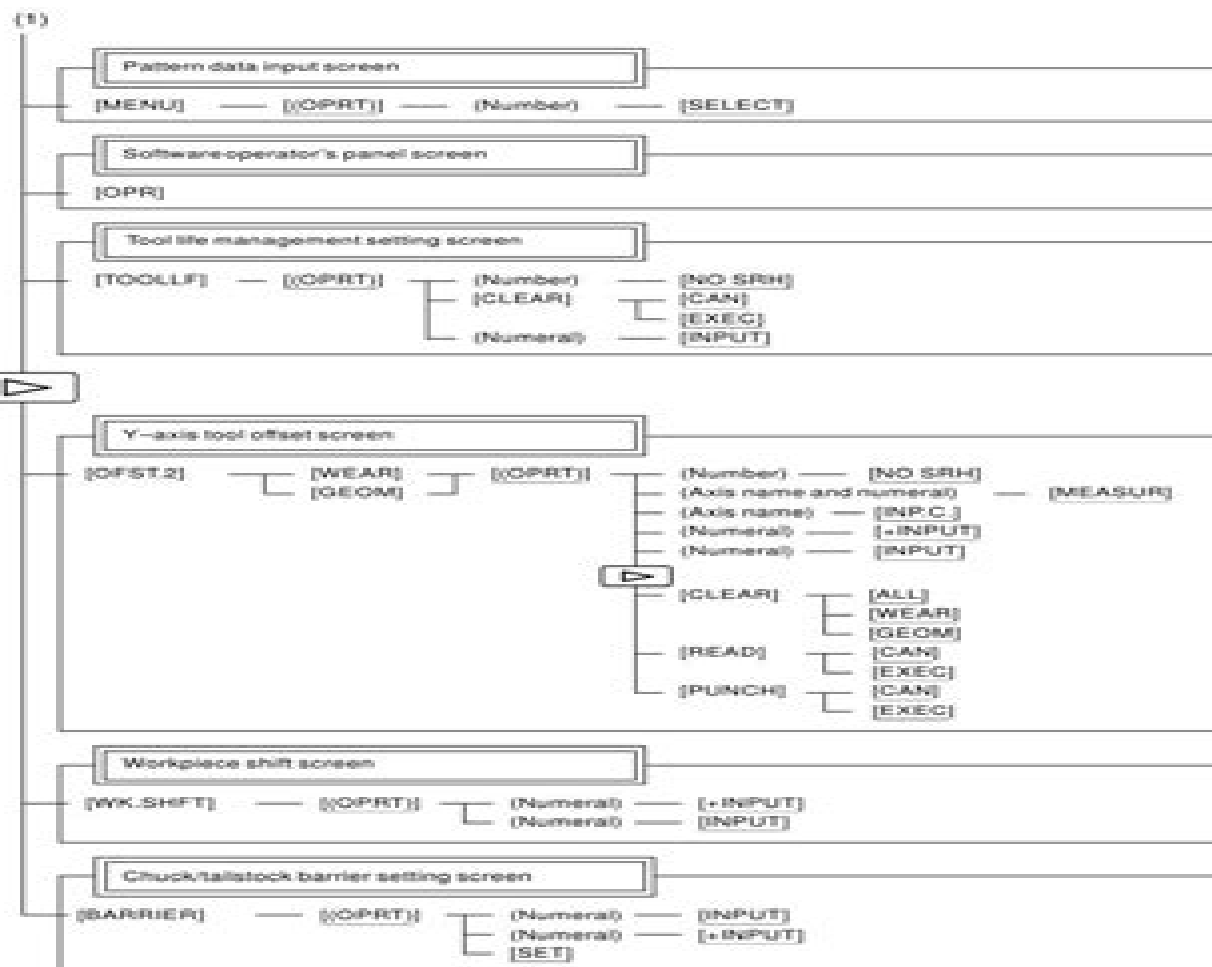 (1)
Pattern data input screen
[MENU] [(OPRT)] (Number) [SELECT]
Software operator's panel screen
[OPR]
Tool life management setting screen
[TOOLLF] [(OPRT)] (Number) [NO SRH]
[CLEAR] [CAN]
[EXEC]
(Numeral) [INPUT]
Y-axis tool offset screen
[OFST.2] [WEAR] [(OPRT)] (Number) [NO SRH]
[GEOM] (Axis name and numeral) [MEASUR]
(Axis name) [INP.C.]
(Numeral) [+INPUT]
(Numeral) [INPUT]
[CLEAR] [ALL]
[WEAR]
[GEOM]
[READ] [CAN]
[EXEC]
[PUNCH] [CAN]
[EXEC]
Workpiece shift screen
[WK.SHIFT] [(OPRT)] (Numeral) [+INPUT]
(Numeral) [INPUT]
Chuck/tailstock barrier setting screen
[BARRIER] [(OPRT)] (Numeral) [INPUT]
(Numeral) [+INPUT]
[SET]